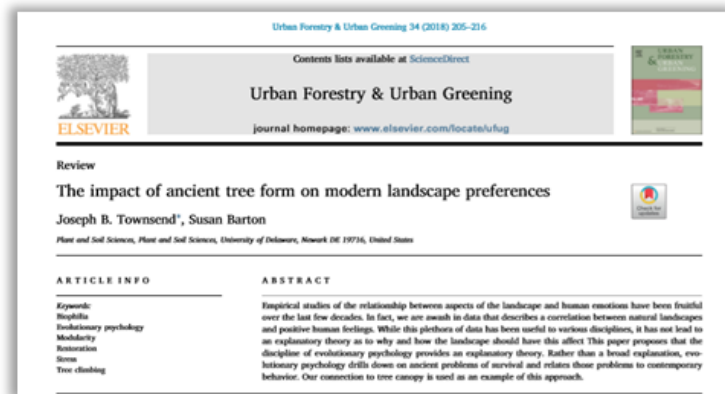 Urban Forestry & Urban Greening 34 (2018) 205–216
Contents lists available at ScienceDirect
Urban Forestry & Urban Greening
journal homepage: www.elsevier.com/locate/ufug
ELSEVIER
URBAN
FORESTRY
& URBAN
GREENING
Review
The impact of ancient tree form on modern landscape preferences
Check for
updates
Joseph B. Townsend*, Susan Barton
Plant and Soil Sciences, Plant and Soil Sciences, University of Delaware, Newark DE 19716, United States
ARTICLE INFO
Keywords:
Biophilia
Evolutionary psychology
Modularity
Restoration
Stress
Tree climbing
ABSTRACT
Empirical studies of the relationship between aspects of the landscape and human emotions have been fruitful
over the last few decades. In fact, we are awash in data that describes a correlation between natural landscapes
and positive human feelings. While this plethora of data has been useful to various disciplines, it has not lead to
an explanatory theory as to why and how the landscape should have this affect This paper proposes that the
discipline of evolutionary psychology provides an explanatory theory. Rather than a broad explanation, evo-
lutionary psychology drills down on ancient problems of survival and relates those problems to contemporary
behavior. Our connection to tree canopy is used as an example of this approach.